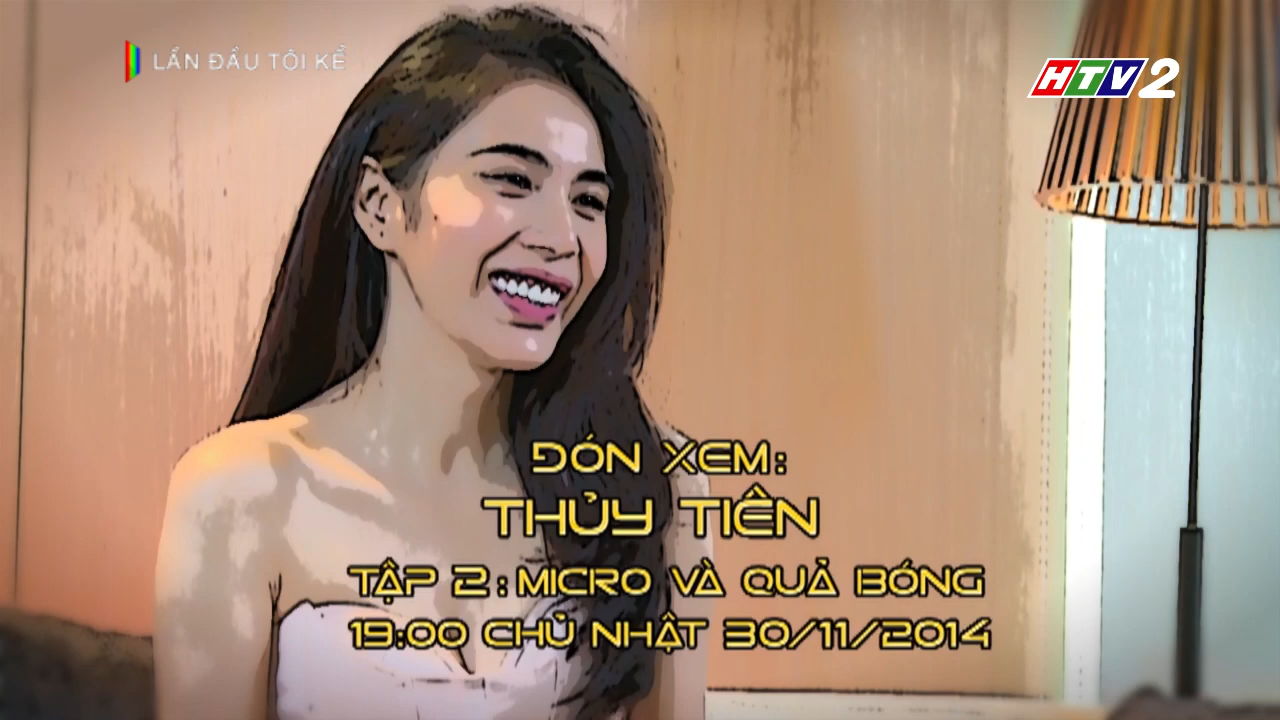 LẦN ĐẦU TÔI KỂ
HTV2
ĐÓN XEM:
THỦY TIÊN
TẬP 2: MICRO VÀ QUẢ BÓNG
19:00 CHỦ NHẬT 30/11/2014